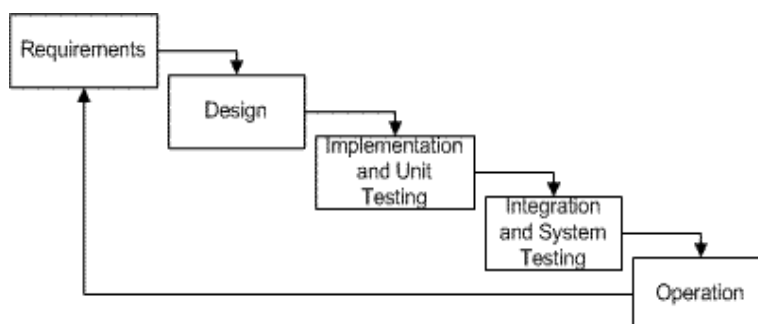 Requirements
Design
Implementation
and Unit
Testing
Integration
and System
Testing
Operation